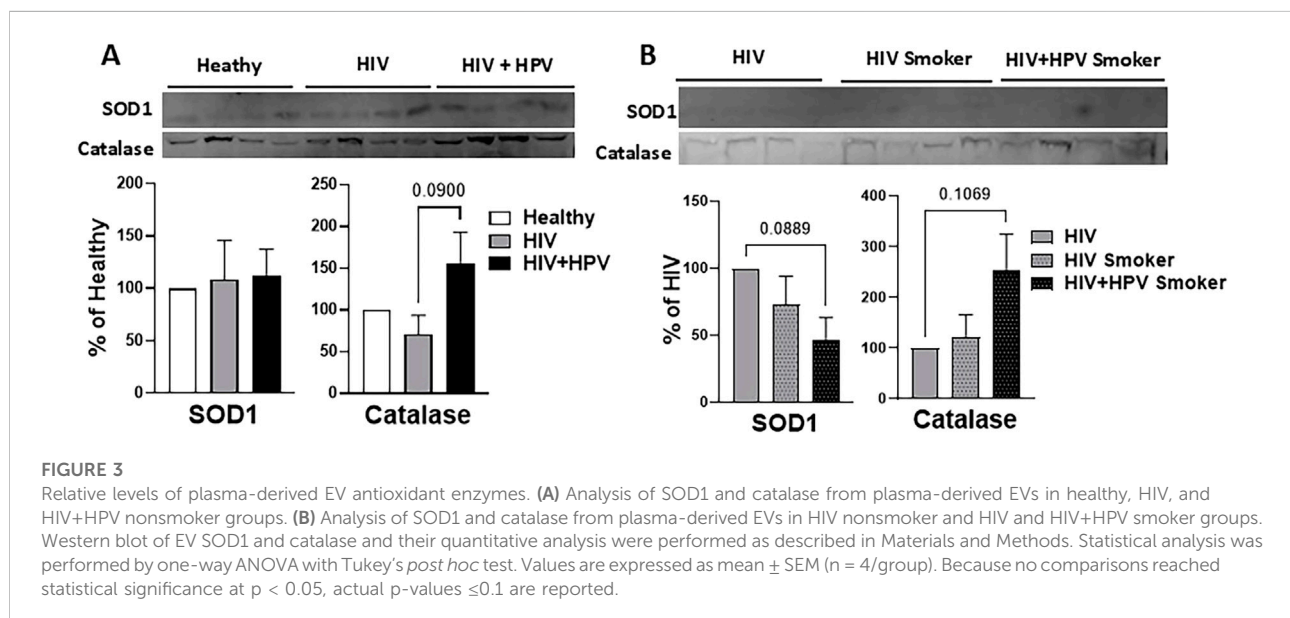 A
Heathy HIV HIV + HPV
SOD1
Catalase
% of Healthy
200
150
100
50
0
SOD1
250
200
150
100
50
0
0.0900
Catalase
Healthy
HIV
HIV+HPV
B
HIV HIV Smoker HIV+HPV Smoker
SOD1
Catalase
% of HIV
150
100
50
0
0.0889
SOD1
400
300
200
100
0
0.1069
Catalase
HIV
HIV Smoker
HIV+HPV Smoker
FIGURE 3
Relative levels of plasma-derived EV antioxidant enzymes. (A) Analysis of SOD1 and catalase from plasma-derived EVs in healthy, HIV, and
HIV+HPV nonsmoker groups. (B) Analysis of SOD1 and catalase from plasma-derived EVs in HIV nonsmoker and HIV and HIV+HPV smoker groups.
Western blot of EV SOD1 and catalase and their quantitative analysis were performed as described in Materials and Methods. Statistical analysis was
performed by one-way ANOVA with Tukey's post hoc test. Values are expressed as mean ± SEM (n = 4/group). Because no comparisons reached
statistical significance at p < 0.05, actual p-values ≤0.1 are reported.